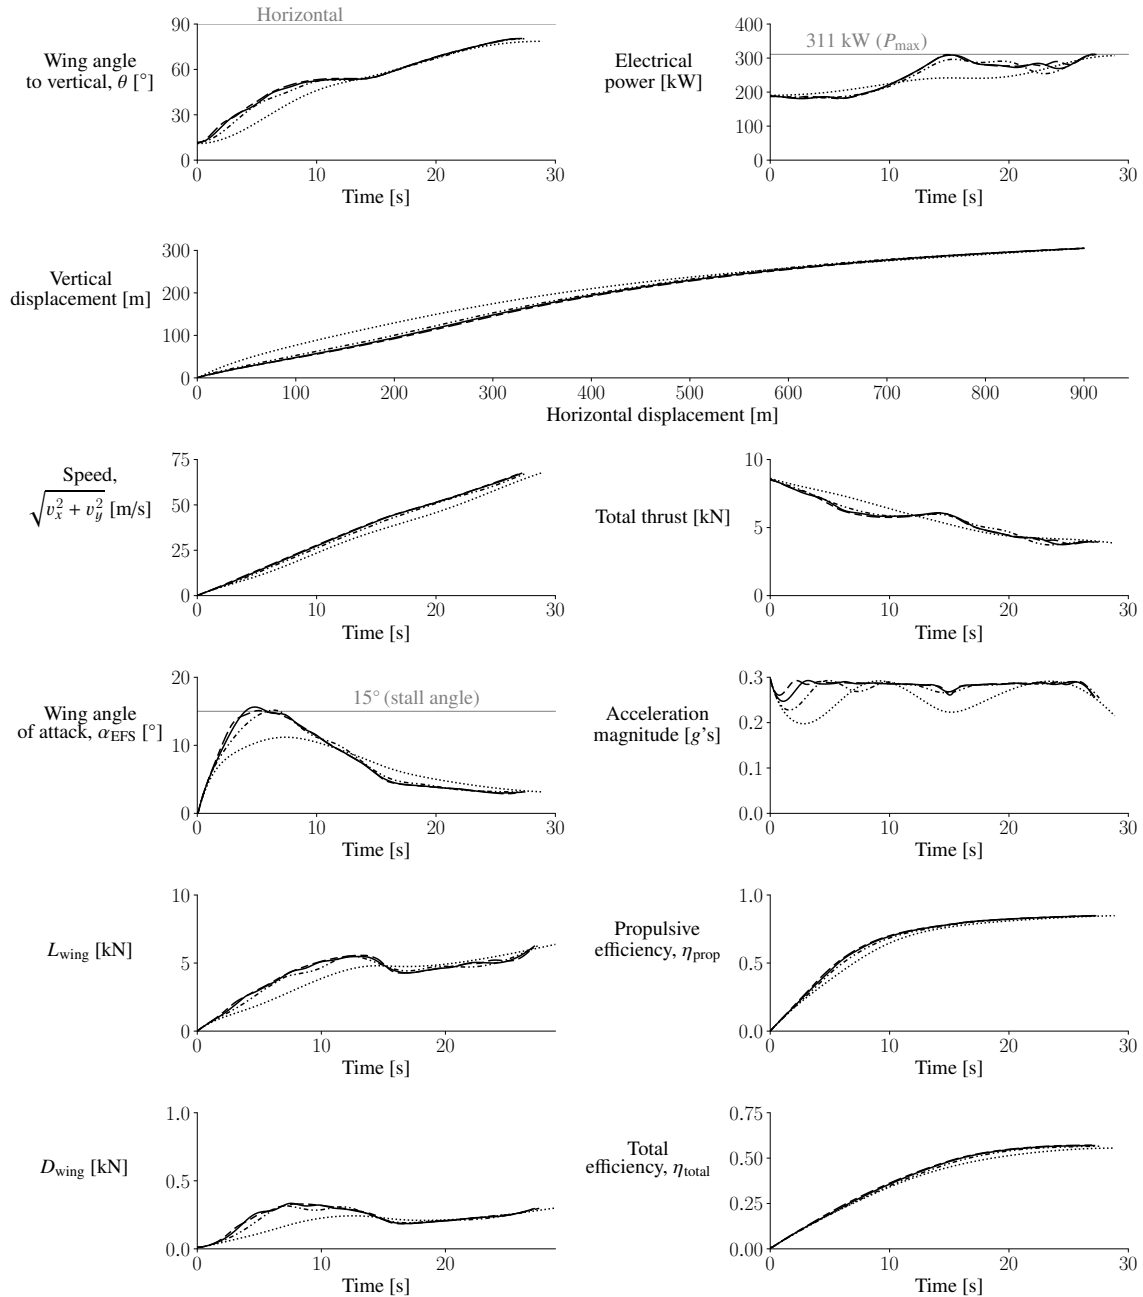 Horizontal
Wing angle
to vertical, θ [°]
90
60
30
0
0 10 20 30
Time [s]
Electrical
power [kW]
311 kW (Pmax)
400
300
200
100
0
0 10 20 30
Time [s]
Vertical
displacement [m]
300
200
100
0
0 100 200 300 400 500 600 700 800 900
Horizontal displacement [m]
Speed,
√(v_x^2 + v_y^2) [m/s]
75
50
25
0
0 10 20 30
Time [s]
Total thrust [kN]
10
5
0
0 10 20 30
Time [s]
Wing angle
of attack, αEFS [°]
15° (stall angle)
20
15
10
5
0
0 10 20 30
Time [s]
Acceleration
magnitude [g's]
0.3
0.2
0.1
0.0
0 10 20 30
Time [s]
Lwing [kN]
10
5
0
0 10 20
Time [s]
Propulsive
efficiency, ηprop
1.0
0.5
0.0
0 10 20 30
Time [s]
Dwing [kN]
1.0
0.5
0.0
0 10 20
Time [s]
Total
efficiency, ηtotal
0.75
0.50
0.25
0.00
0 10 20 30
Time [s]